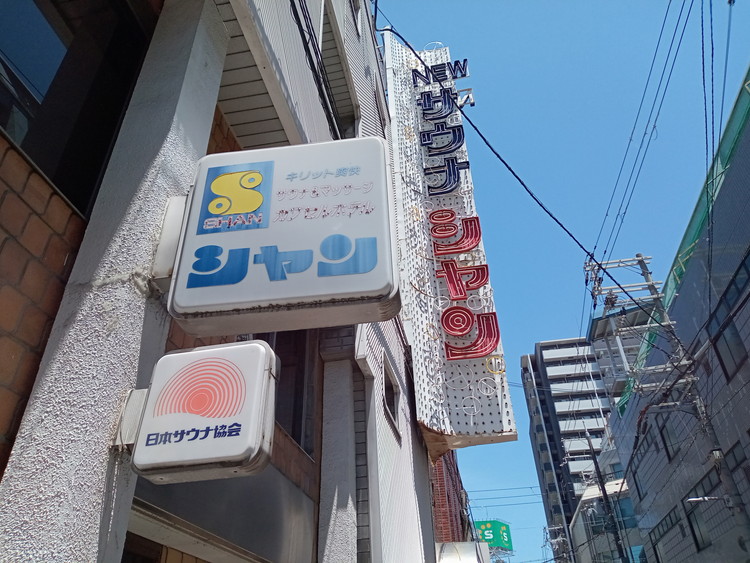 NEW
サウナ
シャン
SHAN
キリット爽快
サウナ&マッサージ
カプセルホテル
シャン
日本サウナ協会
S